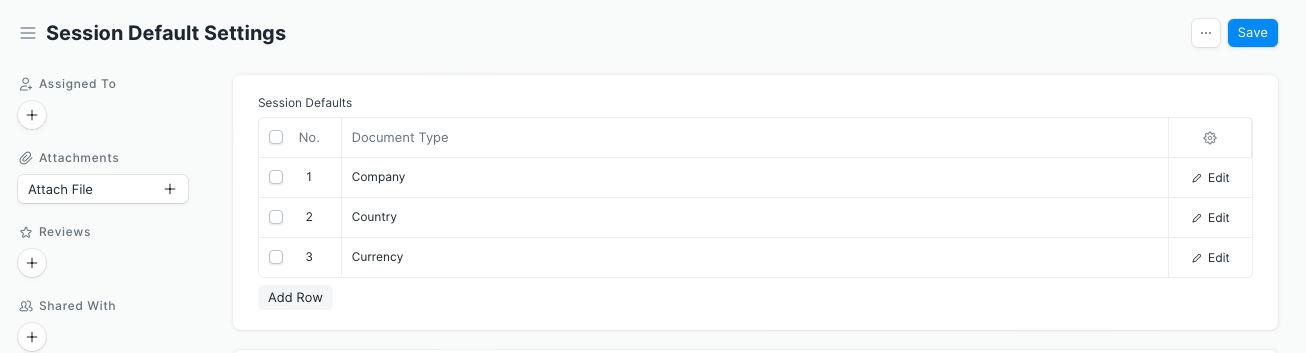 Session Default Settings
... Save
Assigned To
Attachments
Attach File
Reviews
Shared With
Session Defaults
No. Document Type
1 Company Edit
2 Country Edit
3 Currency Edit
Add Row